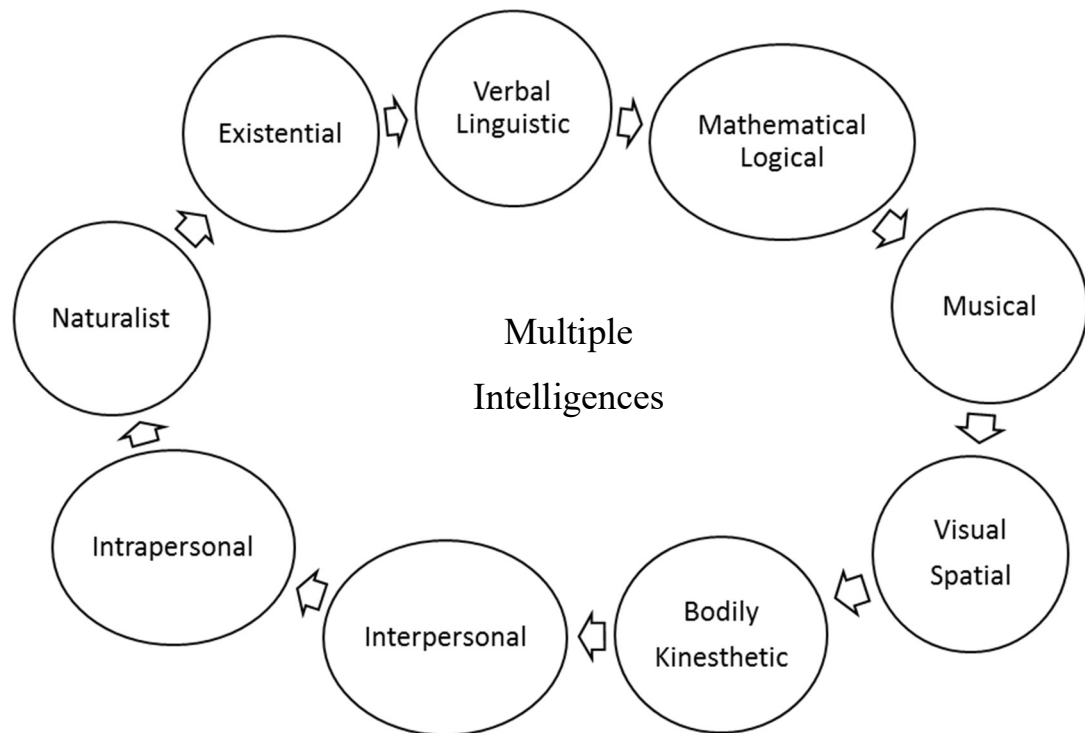 Existential
Verbal
Linguistic
Mathematical
Logical
Musical
Visual
Spatial
Bodily
Kinesthetic
Interpersonal
Intrapersonal
Naturalist
Multiple
Intelligences